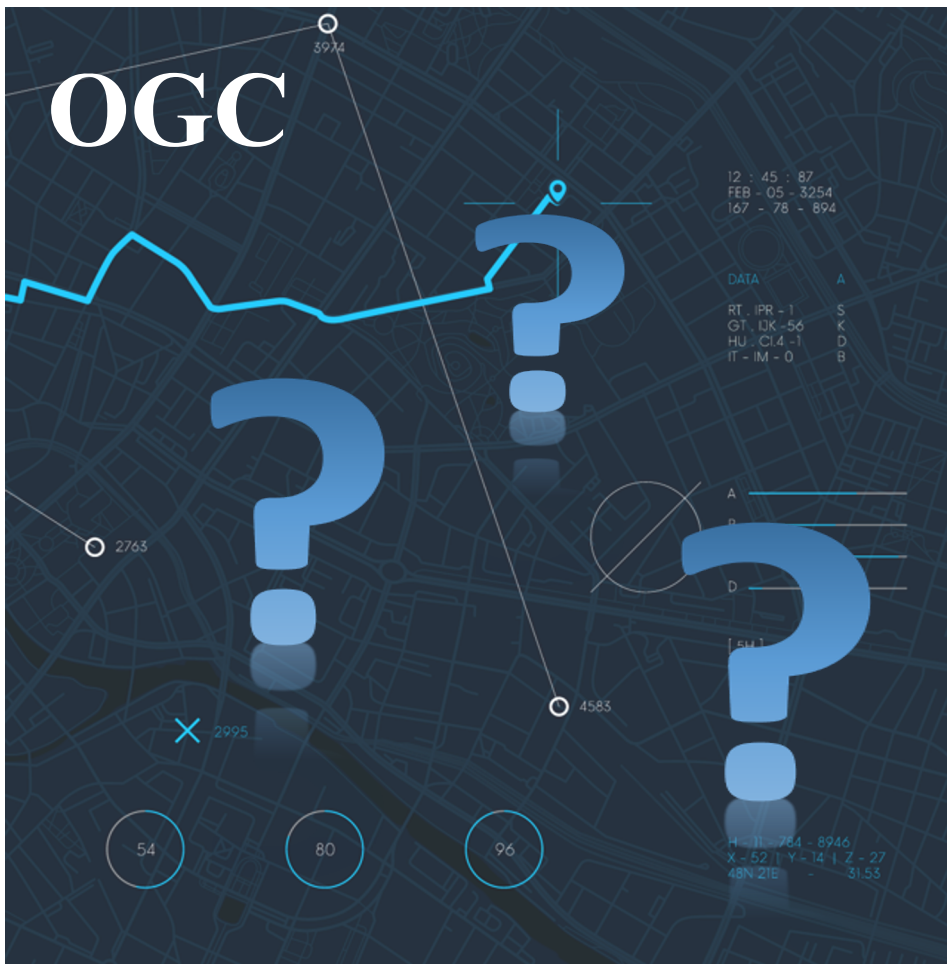 3974
OGC
12 : 45 : 87
FEB - 05 - 3254
167 - 78 - 894
DATA A
RT . IPR - 1 S
GT . IJK -56 K
HU . CI.4 -1 D
IT - IM - 0 B
A
D
2763
4583
2995
54
80
96
H - 11 - 784 - 8946
X - 52 | Y - 14 | Z - 27
48N 21E - 31.53